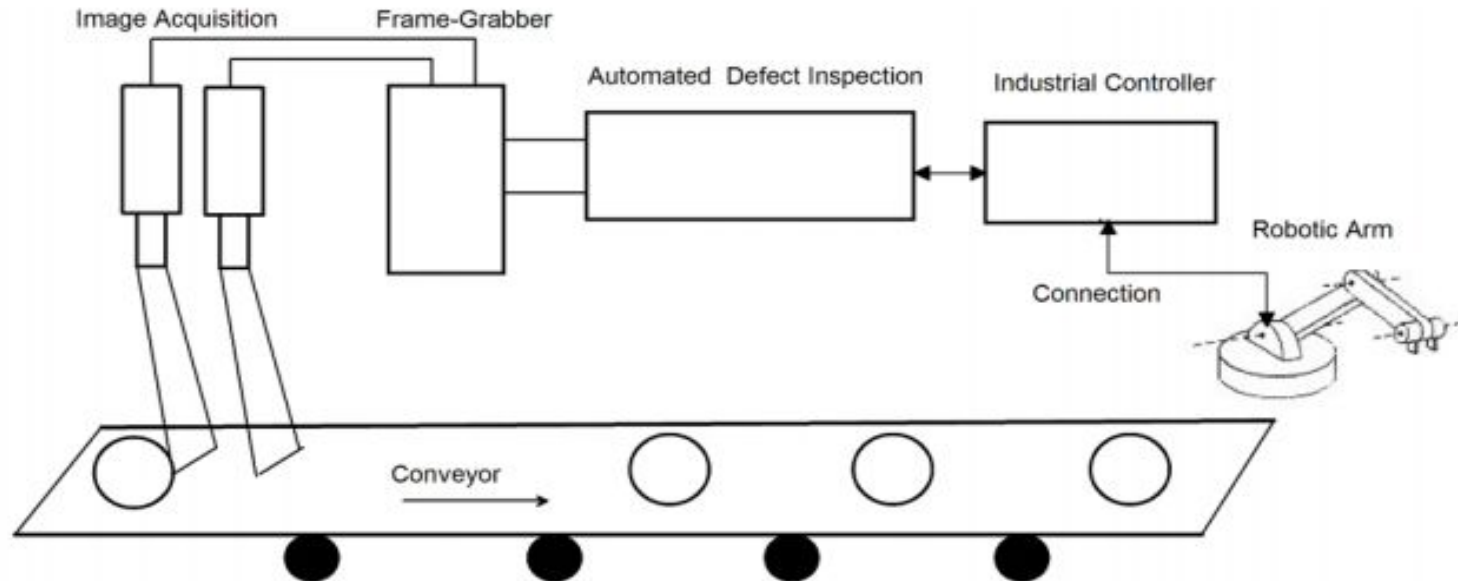 Image Acquisition
Frame-Grabber
Automated Defect Inspection
Industrial Controller
Robotic Arm
Connection
Conveyor